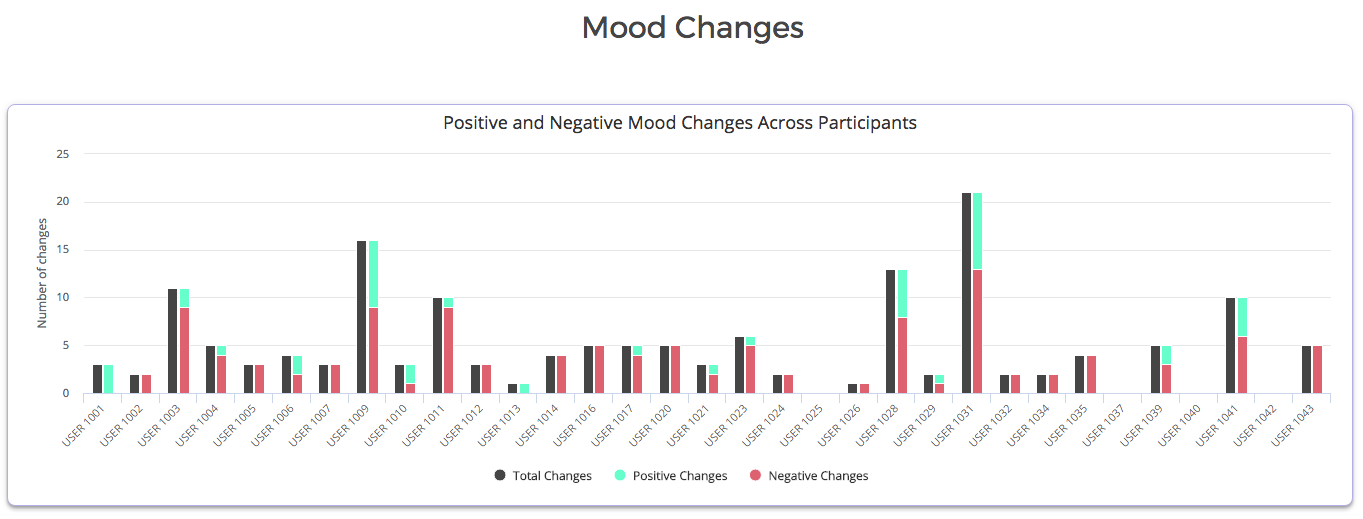 Mood Changes
Positive and Negative Mood Changes Across Participants
Number of changes
25
20
15
10
5
0
USER 1001
USER 1002
USER 1003
USER 1004
USER 1005
USER 1006
USER 1007
USER 1009
USER 1010
USER 1011
USER 1012
USER 1013
USER 1014
USER 1016
USER 1017
USER 1020
USER 1021
USER 1023
USER 1024
USER 1025
USER 1026
USER 1028
USER 1029
USER 1031
USER 1032
USER 1034
USER 1035
USER 1037
USER 1039
USER 1040
USER 1041
USER 1042
USER 1043
Total Changes Positive Changes Negative Changes